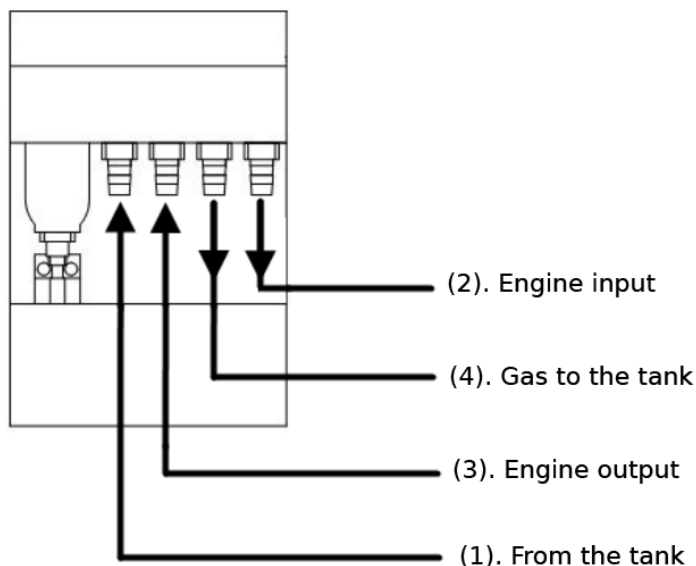 (2). Engine input
(4). Gas to the tank
(3). Engine output
(1). From the tank